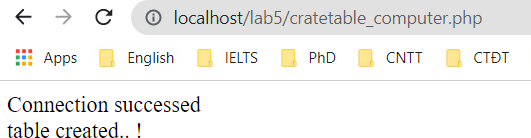 localhost/lab5/cratetable_computer.php
Apps English IELTS PhD CNTT CTĐT
Connection successed
table created.. !